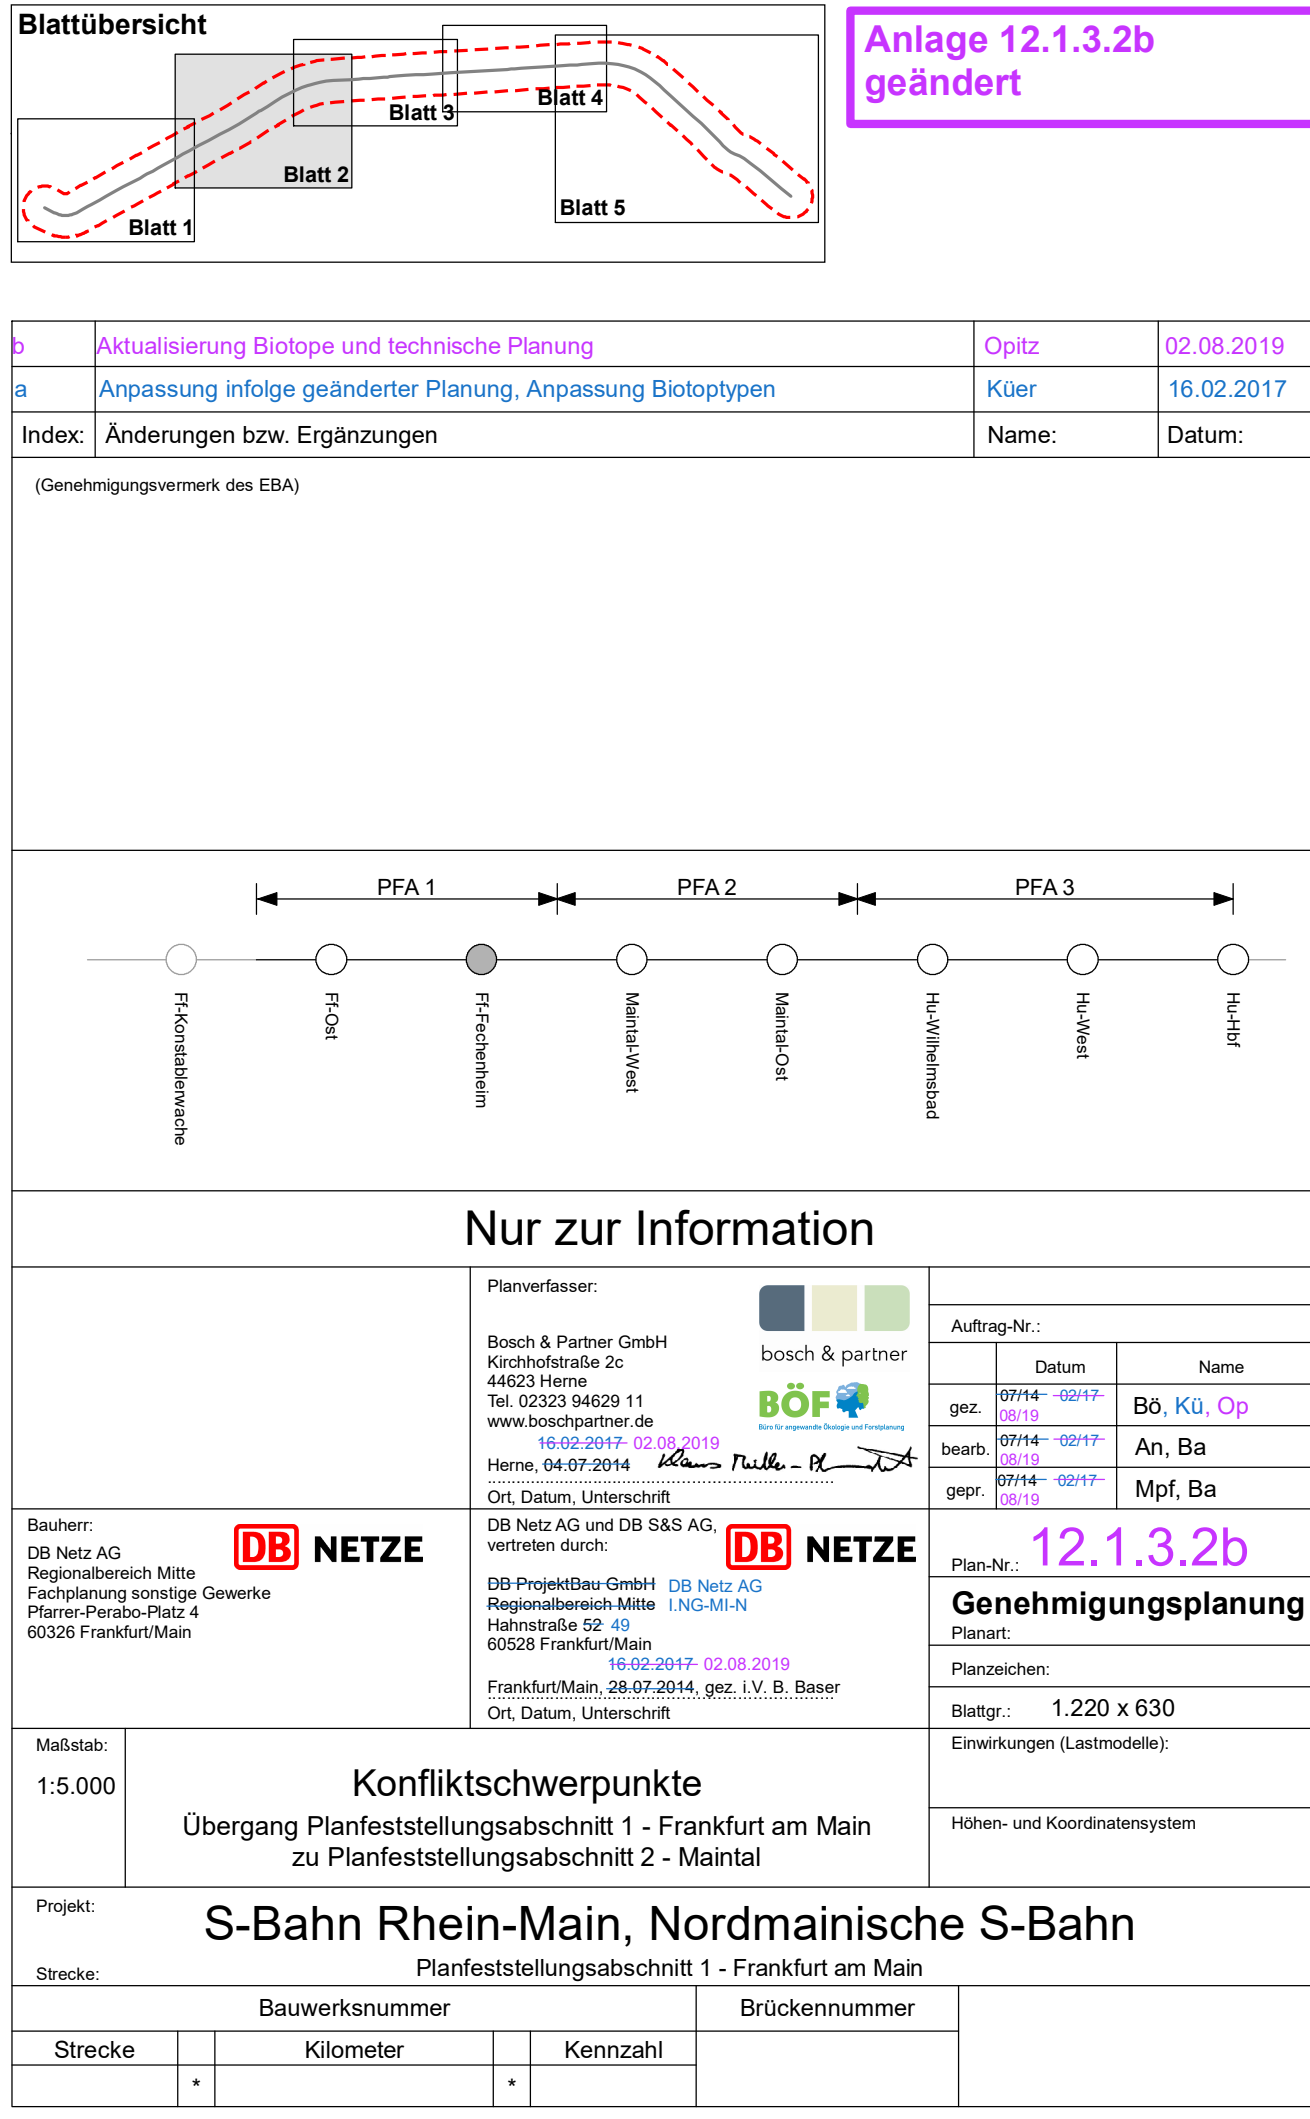 Blattübersicht
Blatt 1
Blatt 2
Blatt 3
Blatt 4
Blatt 5
Anlage 12.1.3.2b
geändert
b Aktualisierung Biotope und technische Planung Opitz 02.08.2019
a Anpassung infolge geänderter Planung, Anpassung Biotoptypen Küer 16.02.2017
Index: Änderungen bzw. Ergänzungen Name: Datum:
(Genehmigungsvermerk des EBA)
PFA 1 PFA 2 PFA 3
Ff-Konstablerwache
Ff-Ost
Ff-Fechenheim
Maintal-West
Maintal-Ost
Hu-Wilhelmsbad
Hu-West
Hu-Hbf
Nur zur Information
Planverfasser:
Bosch & Partner GmbH
Kirchhofstraße 2c
44623 Herne
Tel. 02323 94629 11
www.boschpartner.de
16.02.2017 02.08.2019
Herne, 04.07.2014
Ort, Datum, Unterschrift
bosch & partner
BÖF
Büro für angewandte Ökologie und Forstplanung
Auftrag-Nr.:
Datum Name
gez. 07/14 02/17 08/19 Bö, Kü, Op
bearb. 07/14 02/17 08/19 An, Ba
gepr. 07/14 02/17 08/19 Mpf, Ba
Bauherr:
DB Netz AG
Regionalbereich Mitte
Fachplanung sonstige Gewerke
Pfarrer-Perabo-Platz 4
60326 Frankfurt/Main
DB NETZE
DB Netz AG und DB S&S AG,
vertreten durch:
DB NETZE
DB ProjektBau GmbH DB Netz AG
Regionalbereich Mitte I.NG-MI-N
Hahnstraße 52 49
60528 Frankfurt/Main
16.02.2017 02.08.2019
Frankfurt/Main, 28.07.2014, gez. i.V. B. Baser
Ort, Datum, Unterschrift
Plan-Nr.: 12.1.3.2b
Genehmigungsplanung
Planart:
Planzeichen:
Blattgr.: 1.220 x 630
Einwirkungen (Lastmodelle):
Höhen- und Koordinatensystem
Maßstab:
1:5.000
Konfliktschwerpunkte
Übergang Planfeststellungsabschnitt 1 - Frankfurt am Main
zu Planfeststellungsabschnitt 2 - Maintal
Projekt:
S-Bahn Rhein-Main, Nordmainische S-Bahn
Strecke:
Planfeststellungsabschnitt 1 - Frankfurt am Main
Bauwerksnummer Brückennummer
Strecke Kilometer Kennzahl
* *